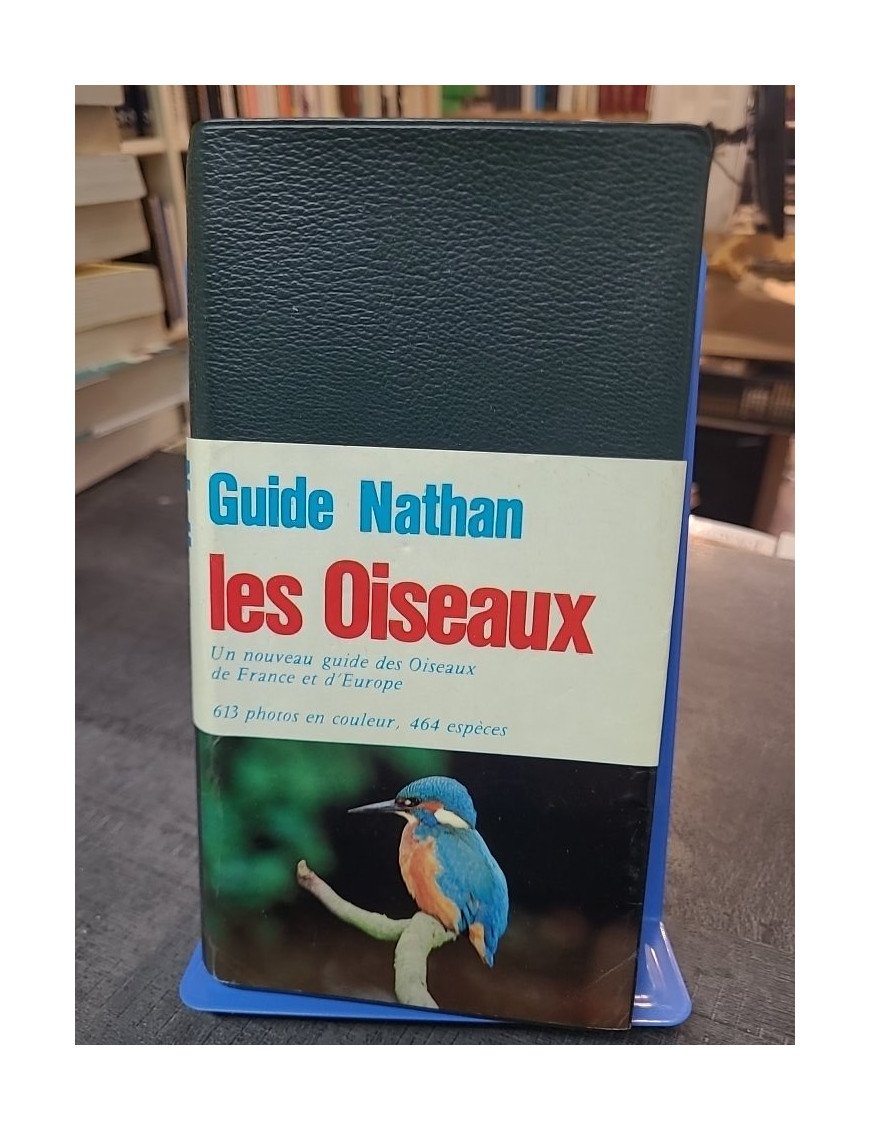 Guide Nathan
les Oiseaux
Un nouveau guide des Oiseaux
de France et d'Europe
613 photos en couleur, 464 espèces